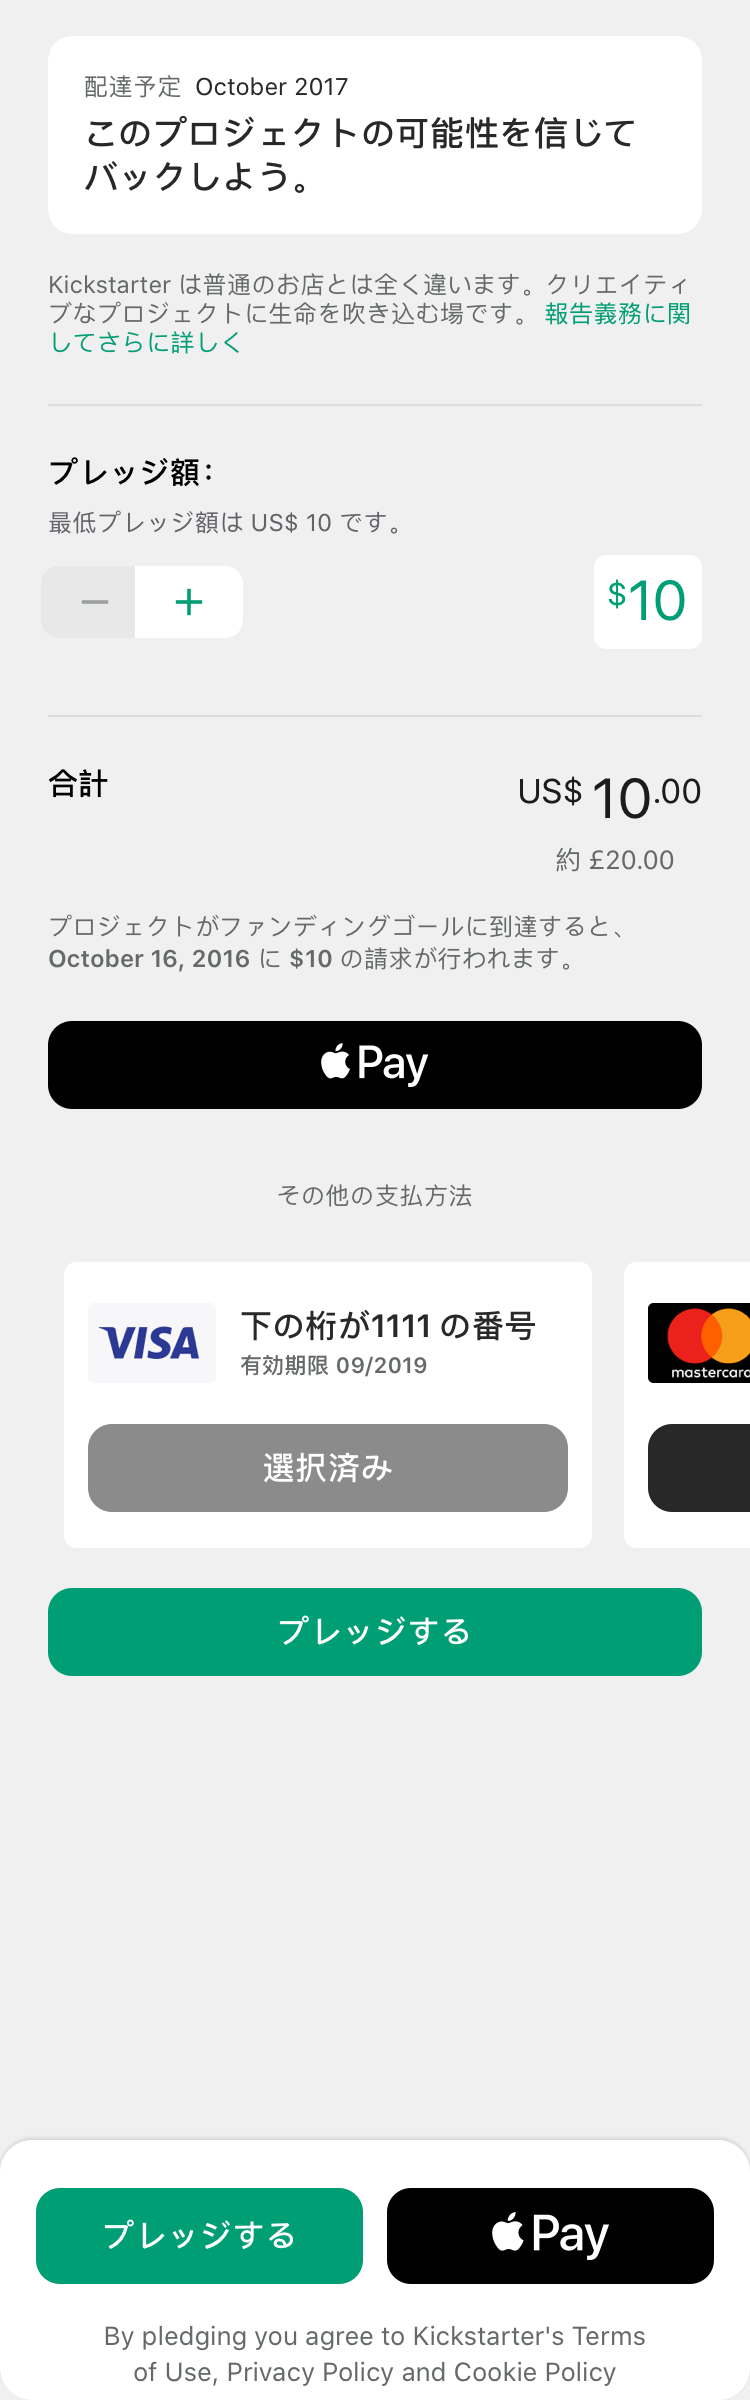 配達予定 October 2017
このプロジェクトの可能性を信じて
バックしよう。
Kickstarter は普通のお店とは全く違います。クリエイティ
ブなプロジェクトに生命を吹き込む場です。 報告義務に関
してさらに詳しく
プレッジ額：
最低プレッジ額は US$ 10 です。
$10
合計
US$ 10.00
約 £20.00
プロジェクトがファンディングゴールに到達すると、
October 16, 2016 に $10 の請求が行われます。
Pay
その他の支払方法
VISA
下の桁が1111 の番号
有効期限 09/2019
mastercard
選択済み
プレッジする
プレッジする
Pay
By pledging you agree to Kickstarter's Terms
of Use, Privacy Policy and Cookie Policy